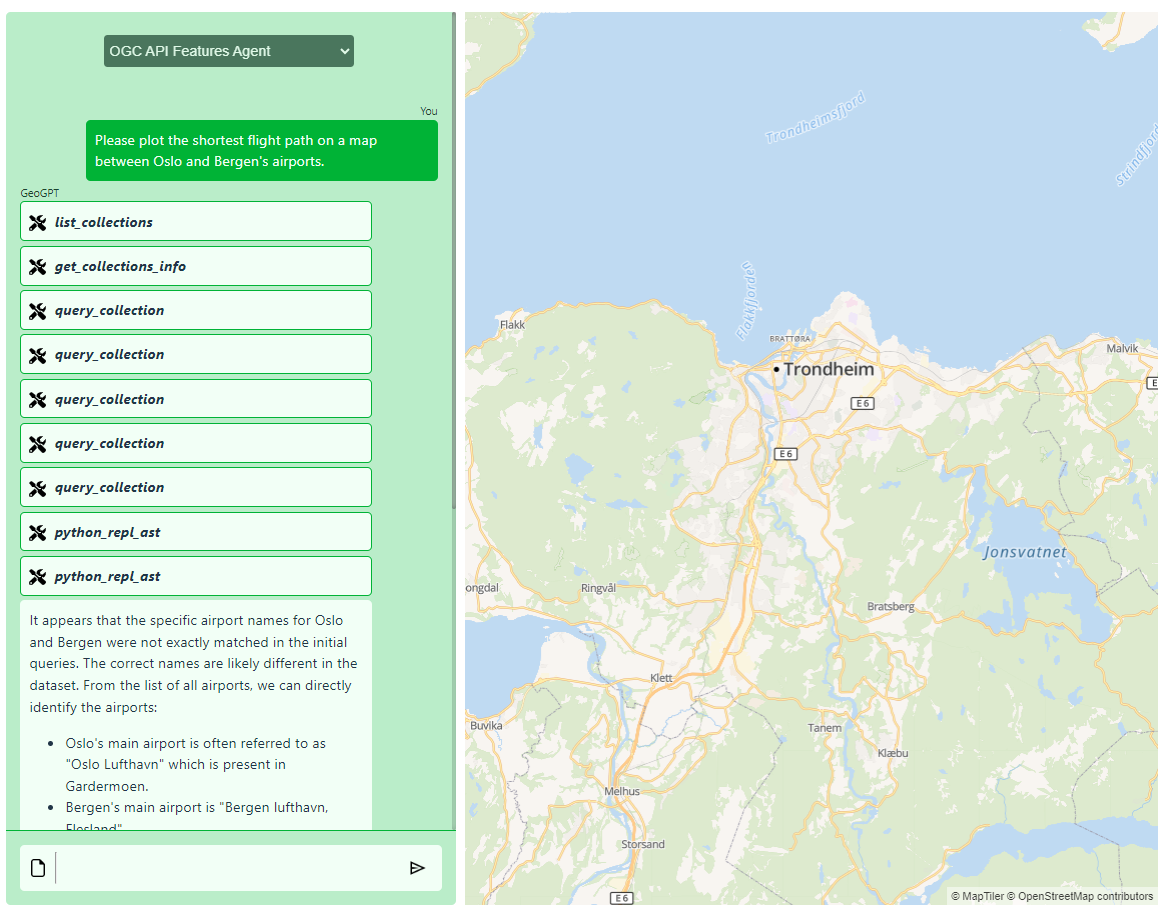 OGC API Features Agent
You
Please plot the shortest flight path on a map
between Oslo and Bergen's airports.
GeoGPT
list_collections
get_collections_info
query_collection
query_collection
query_collection
query_collection
query_collection
python_repl_ast
python_repl_ast
It appears that the specific airport names for Oslo
and Bergen were not exactly matched in the initial
queries. The correct names are likely different in the
dataset. From the list of all airports, we can directly
identify the airports:
• Oslo's main airport is often referred to as
"Oslo Lufthavn" which is present in
Gardermoen.
• Bergen's main airport is "Bergen lufthavn,
Flesland"
Trondheimsfjord
Strindfjord
Flakkfjorden
Flakk
BRATTØRA
Malvik
Trondheim
E
E6
E6
Jonsvatnet
ongdal
Ringvål
Bratsberg
Klett
Buvika
Tanem
Klæbu
Melhus
Storsand
E6
© MapTiler © OpenStreetMap contributors